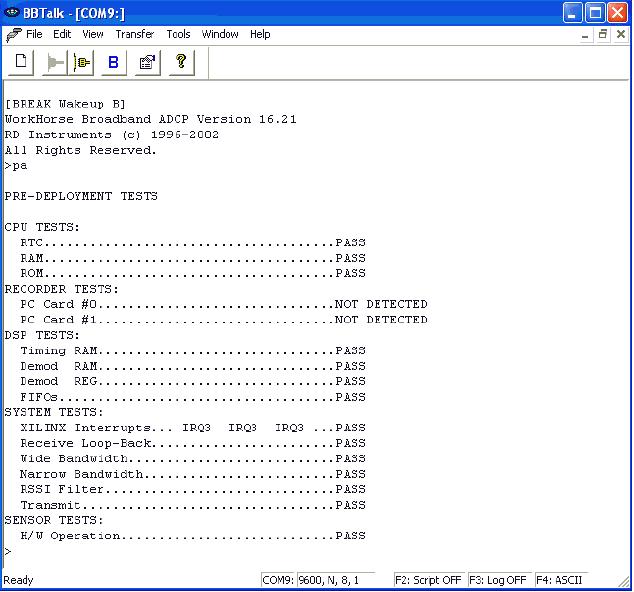 BBTalk - [COM9:]
File Edit View Transfer Tools Window Help
B ?
[BREAK Wakeup B]
WorkHorse Broadband ADCP Version 16.21
RD Instruments (c) 1996-2002
All Rights Reserved.
>pa
PRE-DEPLOYMENT TESTS
CPU TESTS:
RTC......................................PASS
RAM......................................PASS
ROM......................................PASS
RECORDER TESTS:
PC Card #0...............................NOT DETECTED
PC Card #1...............................NOT DETECTED
DSP TESTS:
Timing RAM...............................PASS
Demod  RAM...............................PASS
Demod  REG...............................PASS
FIFOs....................................PASS
SYSTEM TESTS:
XILINX Interrupts... IRQ3  IRQ3  IRQ3 ...PASS
Receive Loop-Back........................PASS
Wide Bandwidth...........................PASS
Narrow Bandwidth.........................PASS
RSSI Filter..............................PASS
Transmit.................................PASS
SENSOR TESTS:
H/W Operation............................PASS
>
Ready COM9: 9600, N, 8, 1 F2: Script OFF F3: Log OFF F4: ASCII